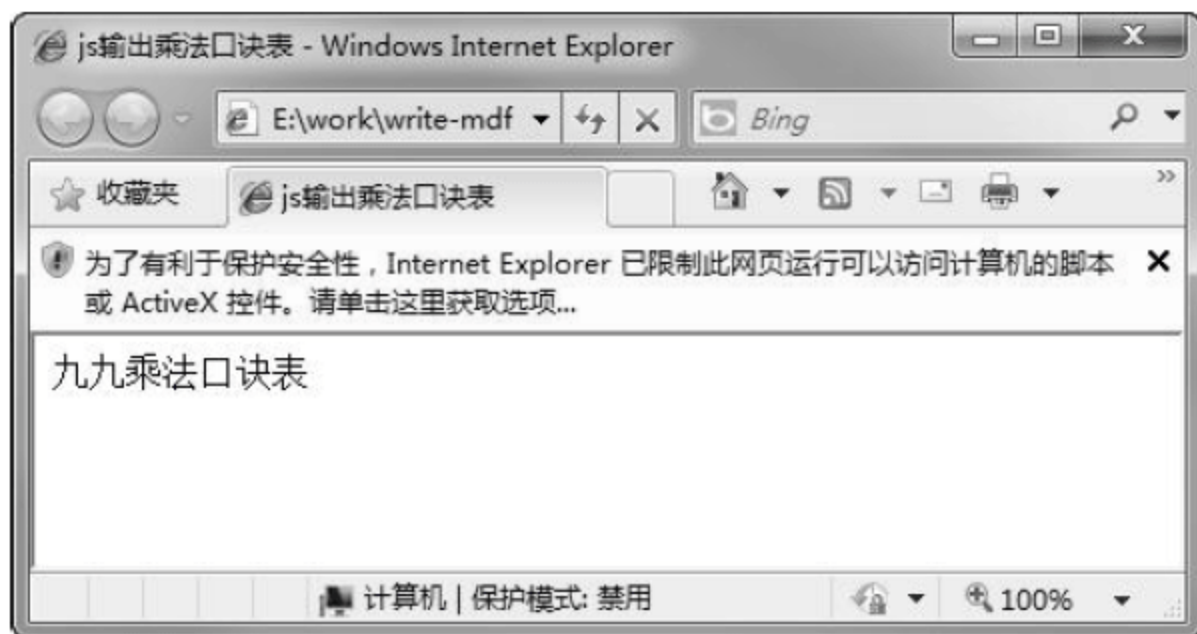 js输出乘法口诀表 - Windows Internet Explorer
E:\work\write-mdf
Bing
收藏夹
js输出乘法口诀表
为了有利于保护安全性，Internet Explorer 已限制此网页运行可以访问计算机的脚本
或 ActiveX 控件。请单击这里获取选项...
九九乘法口诀表
计算机 | 保护模式: 禁用
100%